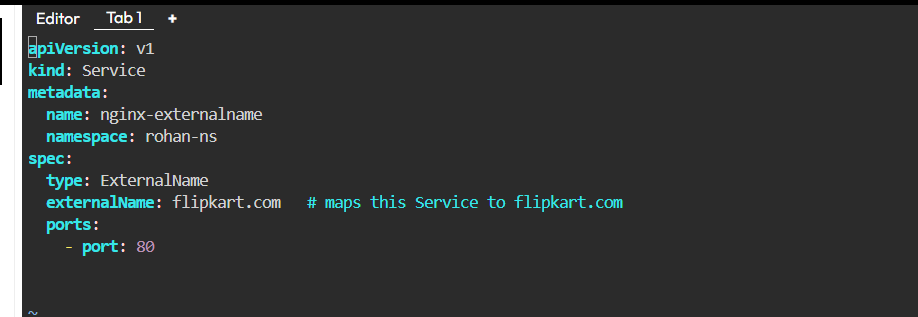 Editor Tab 1 +
apiVersion: v1
kind: Service
metadata:
  name: nginx-externalname
  namespace: rohan-ns
spec:
  type: ExternalName
  externalName: flipkart.com   # maps this Service to flipkart.com
  ports:
    - port: 80
~